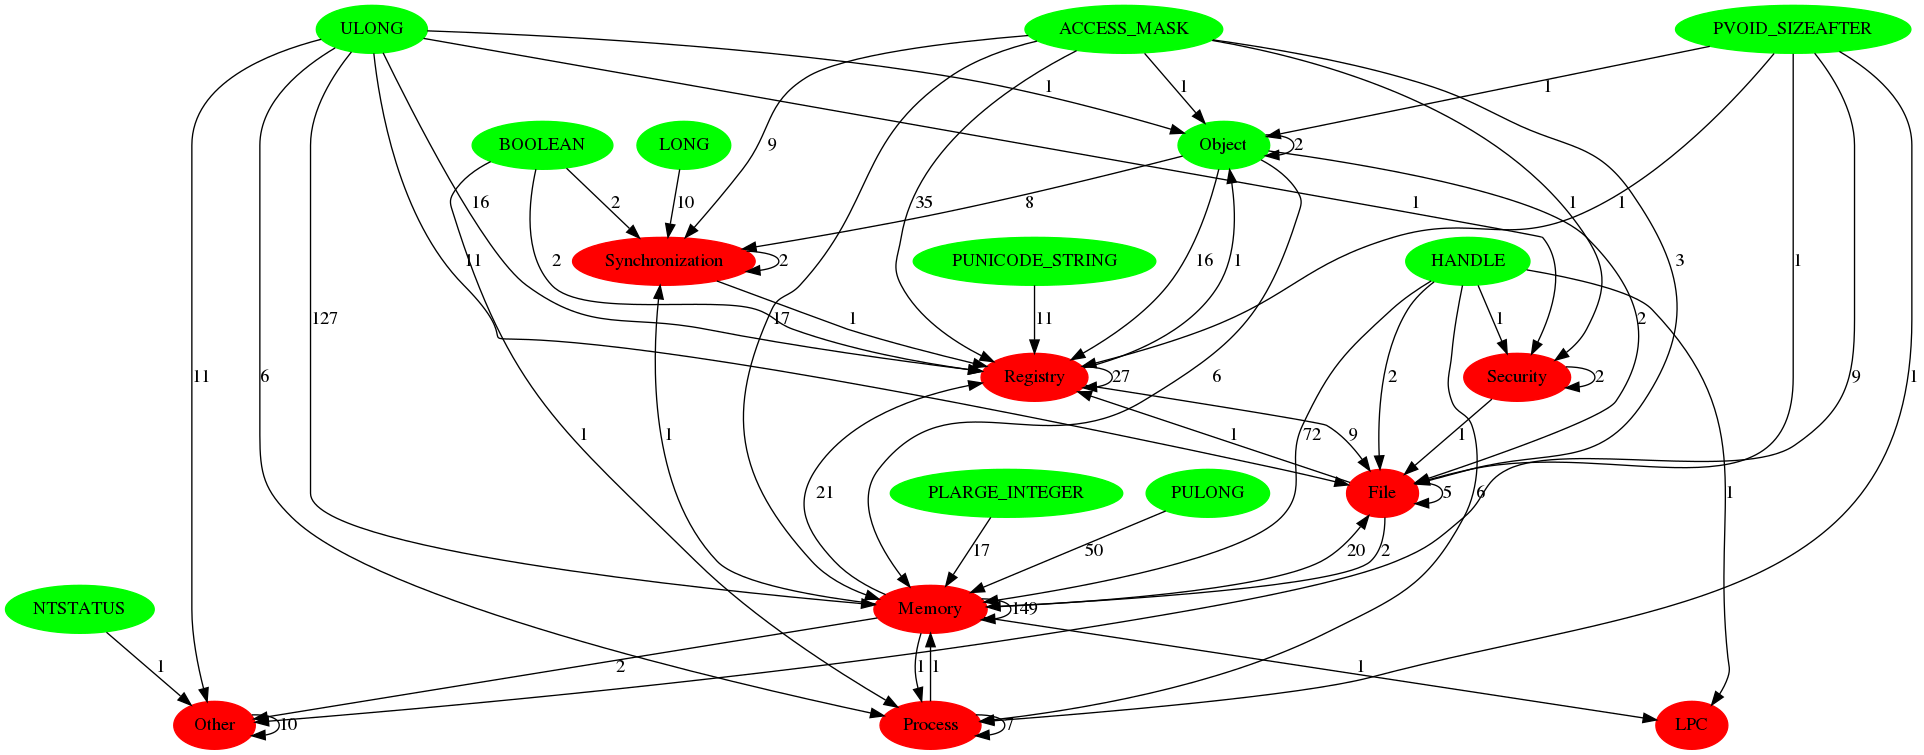 ULONG ACCESS_MASK PVOID_SIZEAFTER
1 1 1
BOOLEAN LONG 9 Object 2
16 2 10 35 8 16 1 1 1 1 3 1
11 2 Synchronization 2 PUNICODE_STRING HANDLE
127 17 1 11 1 2
11 6 Registry 27 6 2 Security 2 9 1
1 1 1 9 72 1
21 PLARGE_INTEGER PULONG File 5 6 1
17 50 20 2
NTSTATUS Memory 149
1 2 1 1 1
Other 10 Process 7 LPC